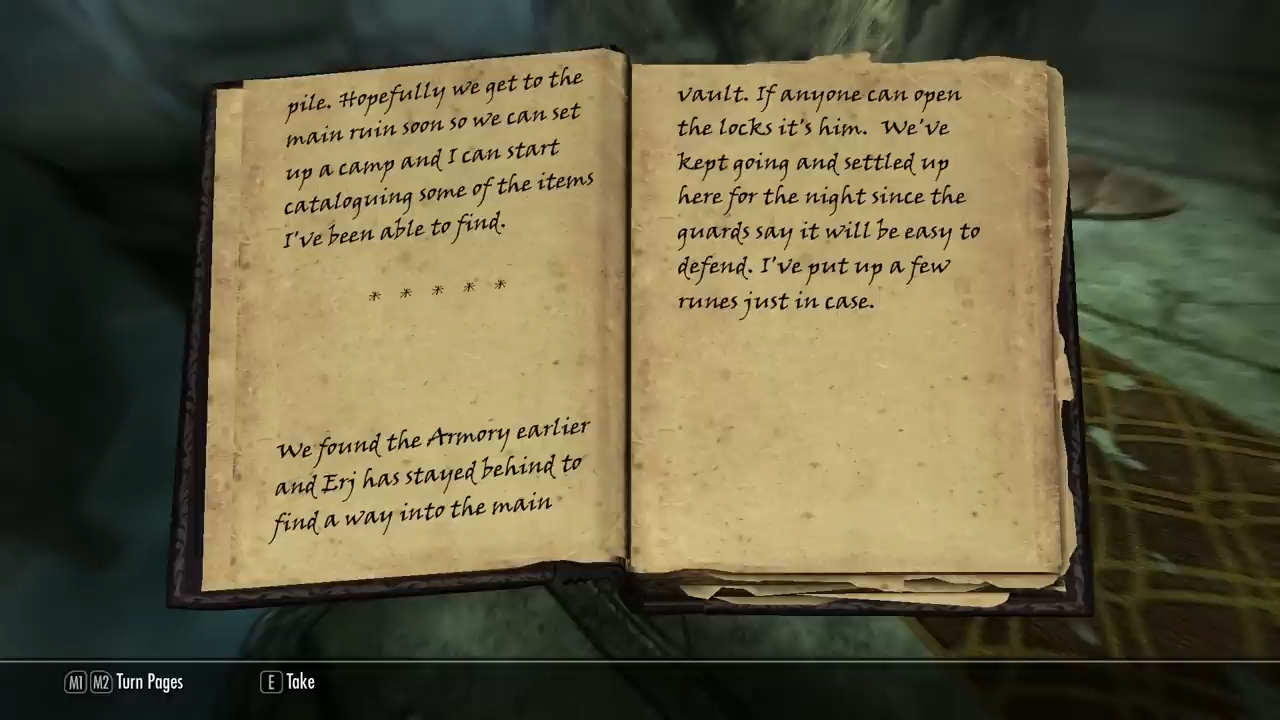 pile. Hopefully we get to the
main ruin soon so we can set
up a camp and I can start
cataloguing some of the items
I've been able to find.
* * * * *
We found the Armory earlier
and Erj has stayed behind to
find a way into the main
vault. If anyone can open
the locks it's him. We've
kept going and settled up
here for the night since the
guards say it will be easy to
defend. I've put up a few
runes just in case.
M1 M2 Turn Pages
E Take